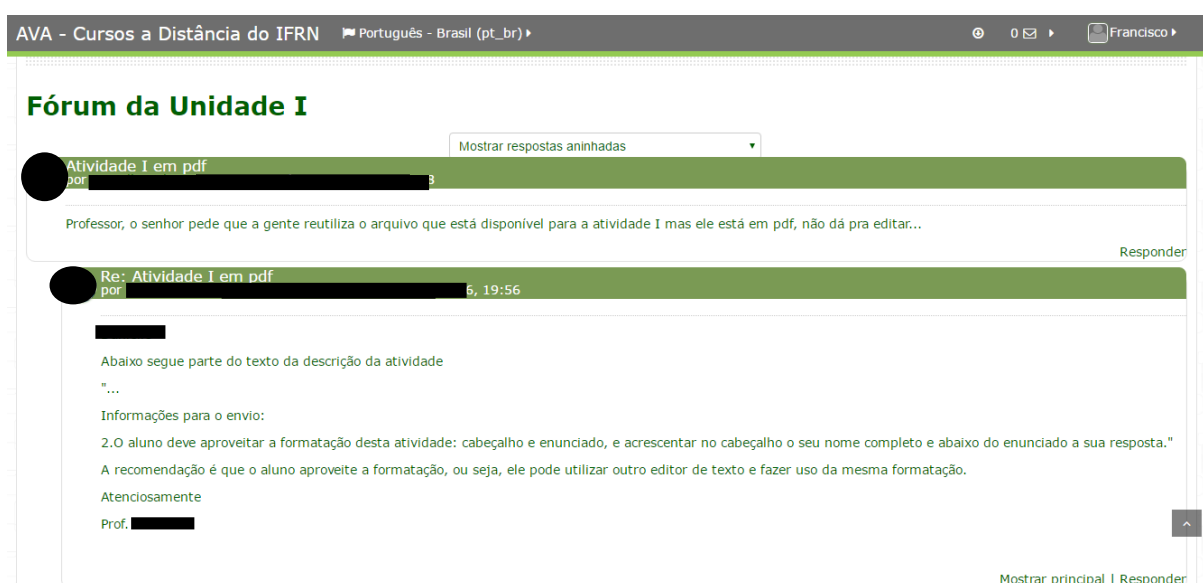 AVA - Cursos a Distância do IFRN Português - Brasil (pt_br) 0 Francisco
Fórum da Unidade I
Mostrar respostas aninhadas
Atividade I em pdf
por
Professor, o senhor pede que a gente reutiliza o arquivo que está disponível para a atividade I mas ele está em pdf, não dá pra editar...
Responder
Re: Atividade I em pdf
por 6, 19:56
Abaixo segue parte do texto da descrição da atividade
"...
Informações para o envio:
2.O aluno deve aproveitar a formatação desta atividade: cabeçalho e enunciado, e acrescentar no cabeçalho o seu nome completo e abaixo do enunciado a sua resposta."
A recomendação é que o aluno aproveite a formatação, ou seja, ele pode utilizar outro editor de texto e fazer uso da mesma formatação.
Atenciosamente
Prof.
Mostrar principal | Responder